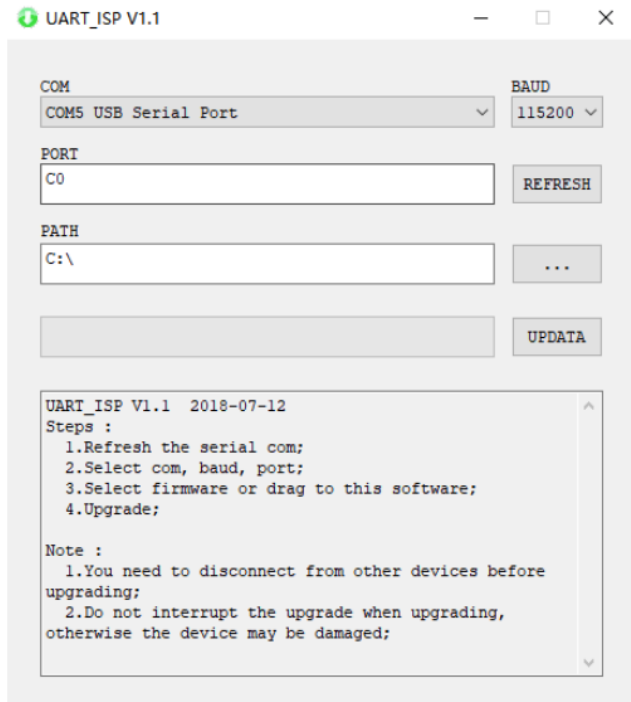 UART_ISP V1.1
COM
BAUD
COM5 USB Serial Port
115200
PORT
C0
REFRESH
PATH
C:\
...
UPDATA
UART_ISP V1.1  2018-07-12
Steps :
1.Refresh the serial com;
2.Select com, baud, port;
3.Select firmware or drag to this software;
4.Upgrade;
Note :
1.You need to disconnect from other devices before
upgrading;
2.Do not interrupt the upgrade when upgrading,
otherwise the device may be damaged;